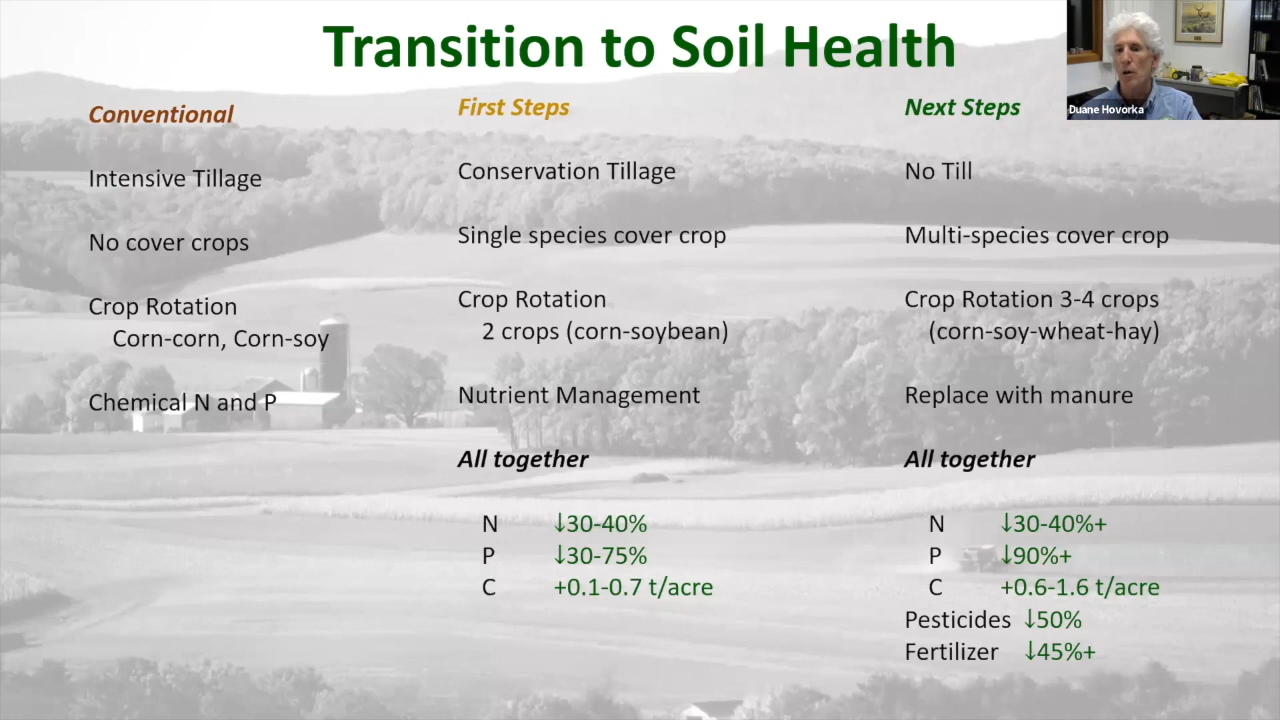 Transition to Soil Health
Duane Hovorka
Conventional
Intensive Tillage
No cover crops
Crop Rotation
Corn-corn, Corn-soy
Chemical N and P
First Steps
Conservation Tillage
Single species cover crop
Crop Rotation
2 crops (corn-soybean)
Nutrient Management
All together
N ↓30-40%
P ↓30-75%
C +0.1-0.7 t/acre
Next Steps
No Till
Multi-species cover crop
Crop Rotation 3-4 crops
(corn-soy-wheat-hay)
Replace with manure
All together
N ↓30-40%+
P ↓90%+
C +0.6-1.6 t/acre
Pesticides ↓50%
Fertilizer ↓45%+